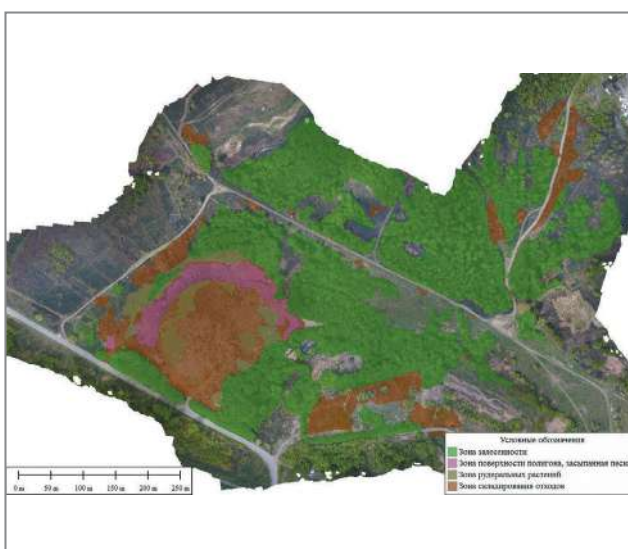 Условные обозначения
Зона залесенности
Зона поверхности полигона, засыпанная песк
Зона рудеральных растений
Зона складирования отходов
0 м 50 м 100 м 150 м 200 м 250 м